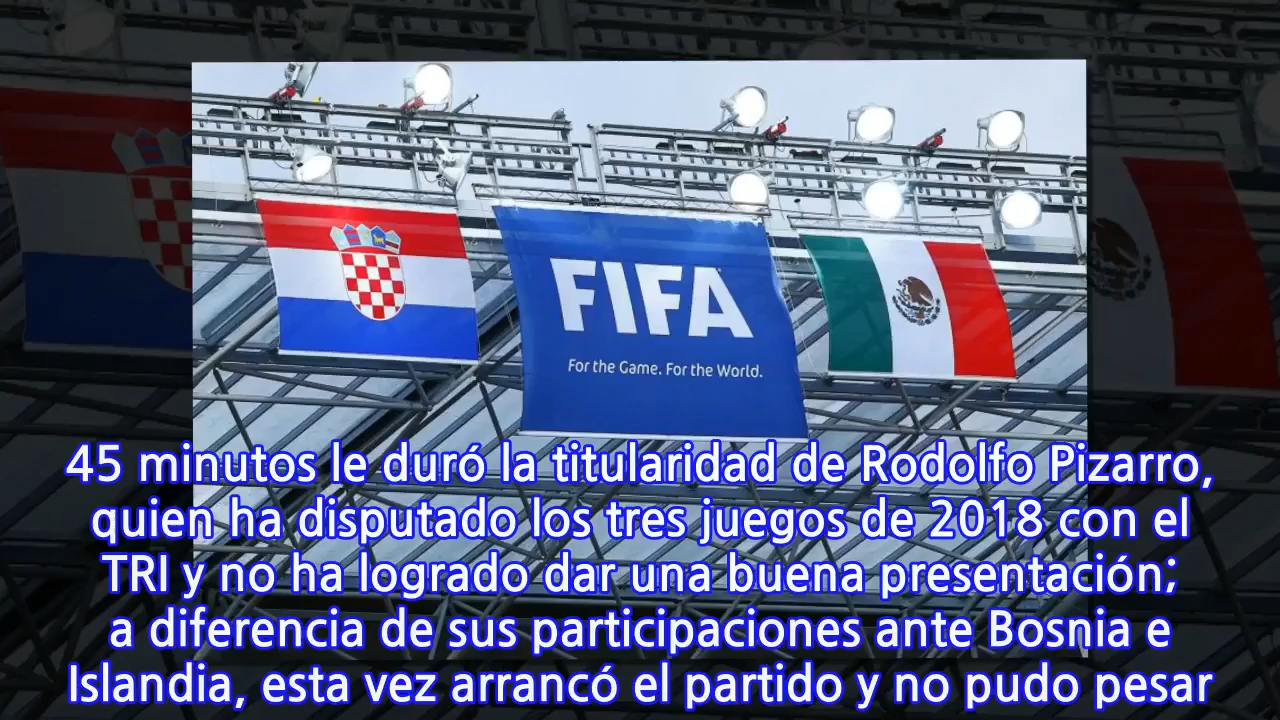 FIFA
For the Game. For the World.
45 minutos le duró la titularidad de Rodolfo Pizarro,
quien ha disputado los tres juegos de 2018 con el
TRI y no ha logrado dar una buena presentación;
a diferencia de sus participaciones ante Bosnia e
Islandia, esta vez arrancó el partido y no pudo pesar